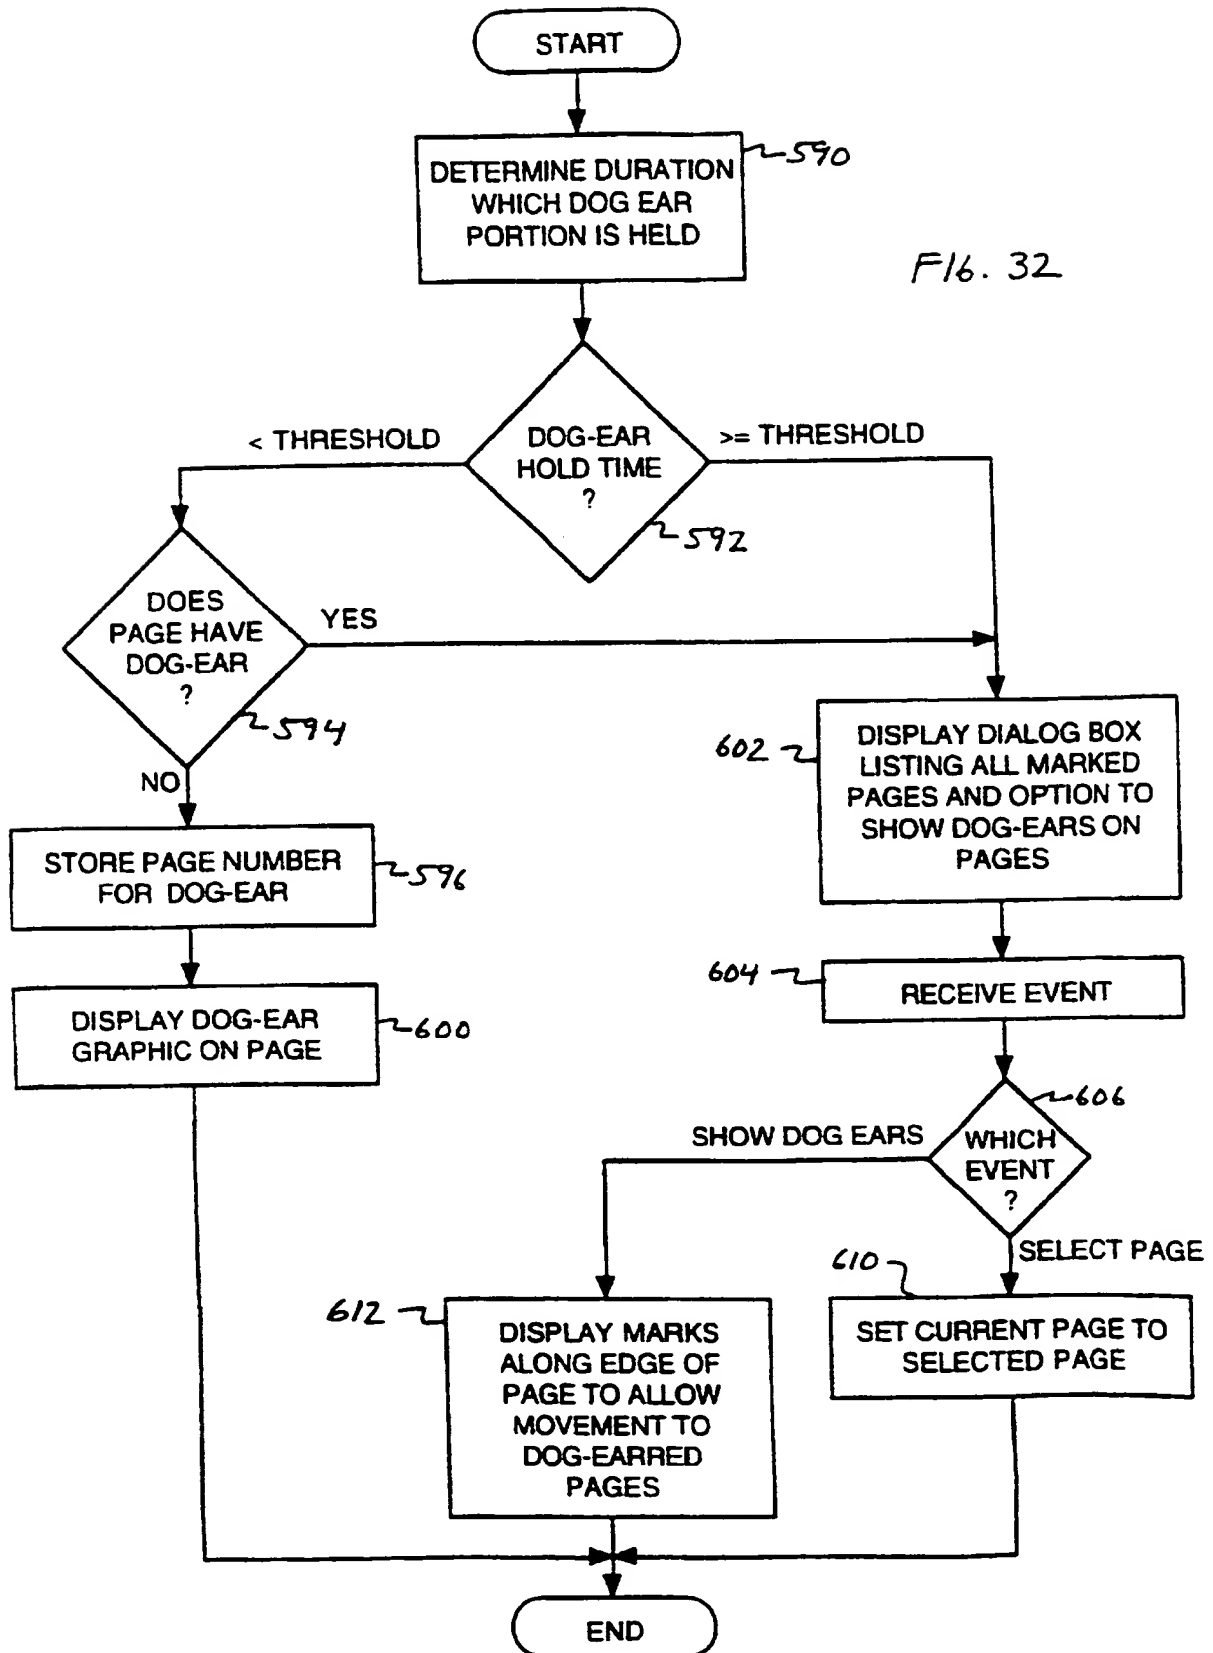 START
590
DETERMINE DURATION
WHICH DOG EAR
PORTION IS HELD
FIG. 32
< THRESHOLD
DOG-EAR
HOLD TIME
?
>= THRESHOLD
592
DOES
PAGE HAVE
DOG-EAR
?
YES
594
NO
602
DISPLAY DIALOG BOX
LISTING ALL MARKED
PAGES AND OPTION TO
SHOW DOG-EARS ON
PAGES
STORE PAGE NUMBER
FOR DOG-EAR
596
604
RECEIVE EVENT
DISPLAY DOG-EAR
GRAPHIC ON PAGE
600
606
SHOW DOG EARS
WHICH
EVENT
?
SELECT PAGE
610
612
DISPLAY MARKS
ALONG EDGE OF
PAGE TO ALLOW
MOVEMENT TO
DOG-EARRED
PAGES
SET CURRENT PAGE TO
SELECTED PAGE
END